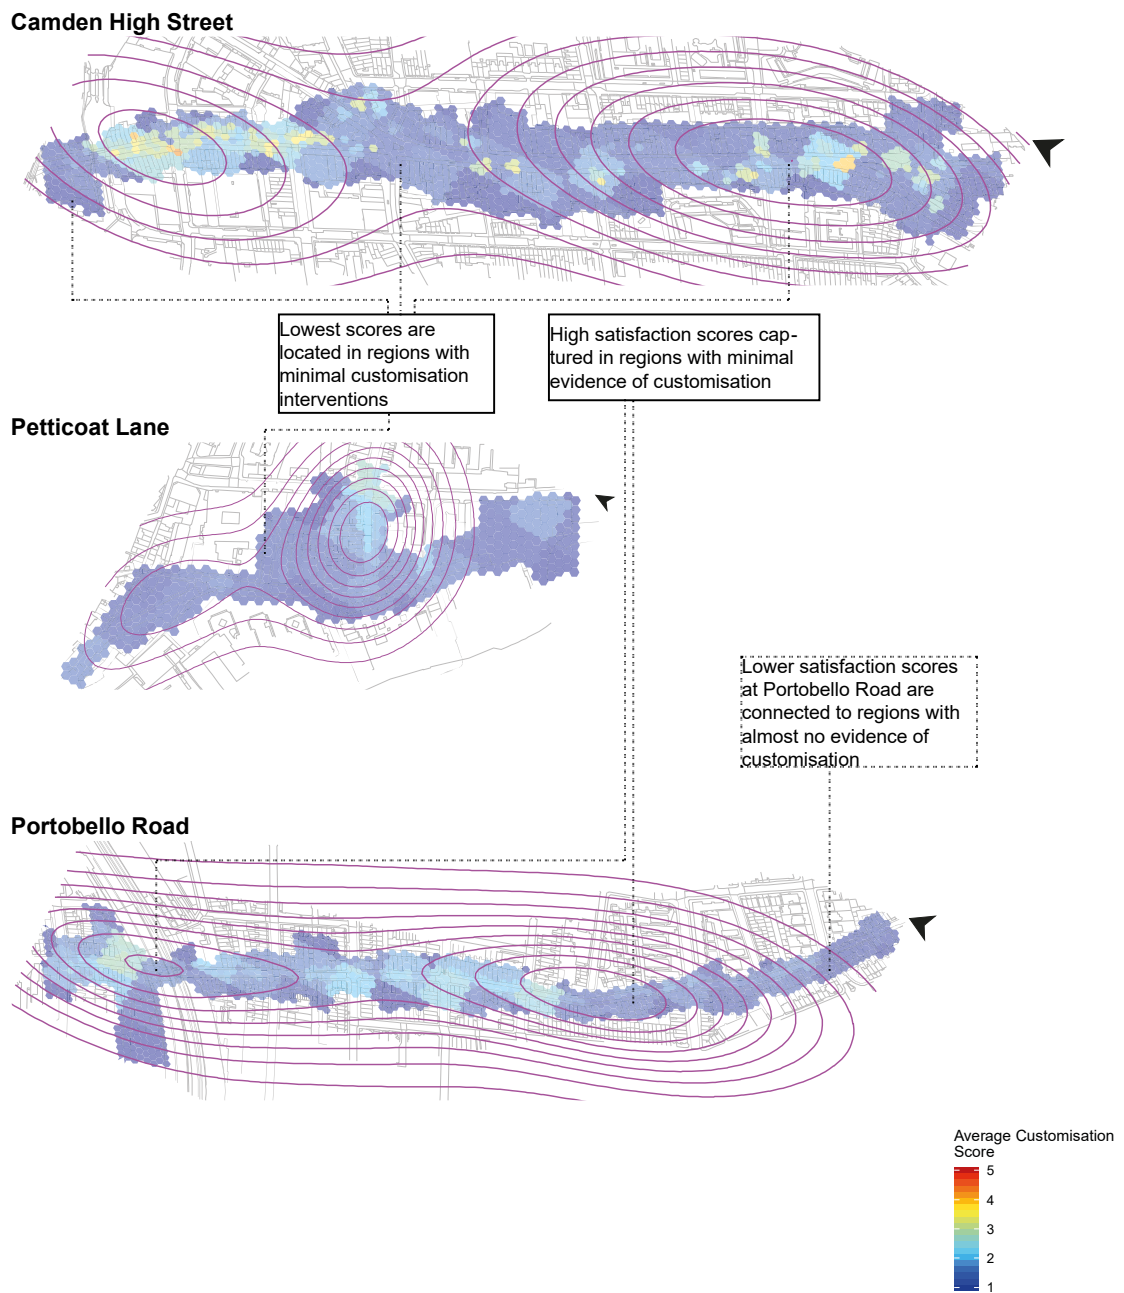 Camden High Street
Lowest scores are
located in regions with
minimal customisation
interventions
High satisfaction scores cap-
tured in regions with minimal
evidence of customisation
Petticoat Lane
Lower satisfaction scores
at Portobello Road are
connected to regions with
almost no evidence of
customisation
Portobello Road
Average Customisation
Score
5
4
3
2
1